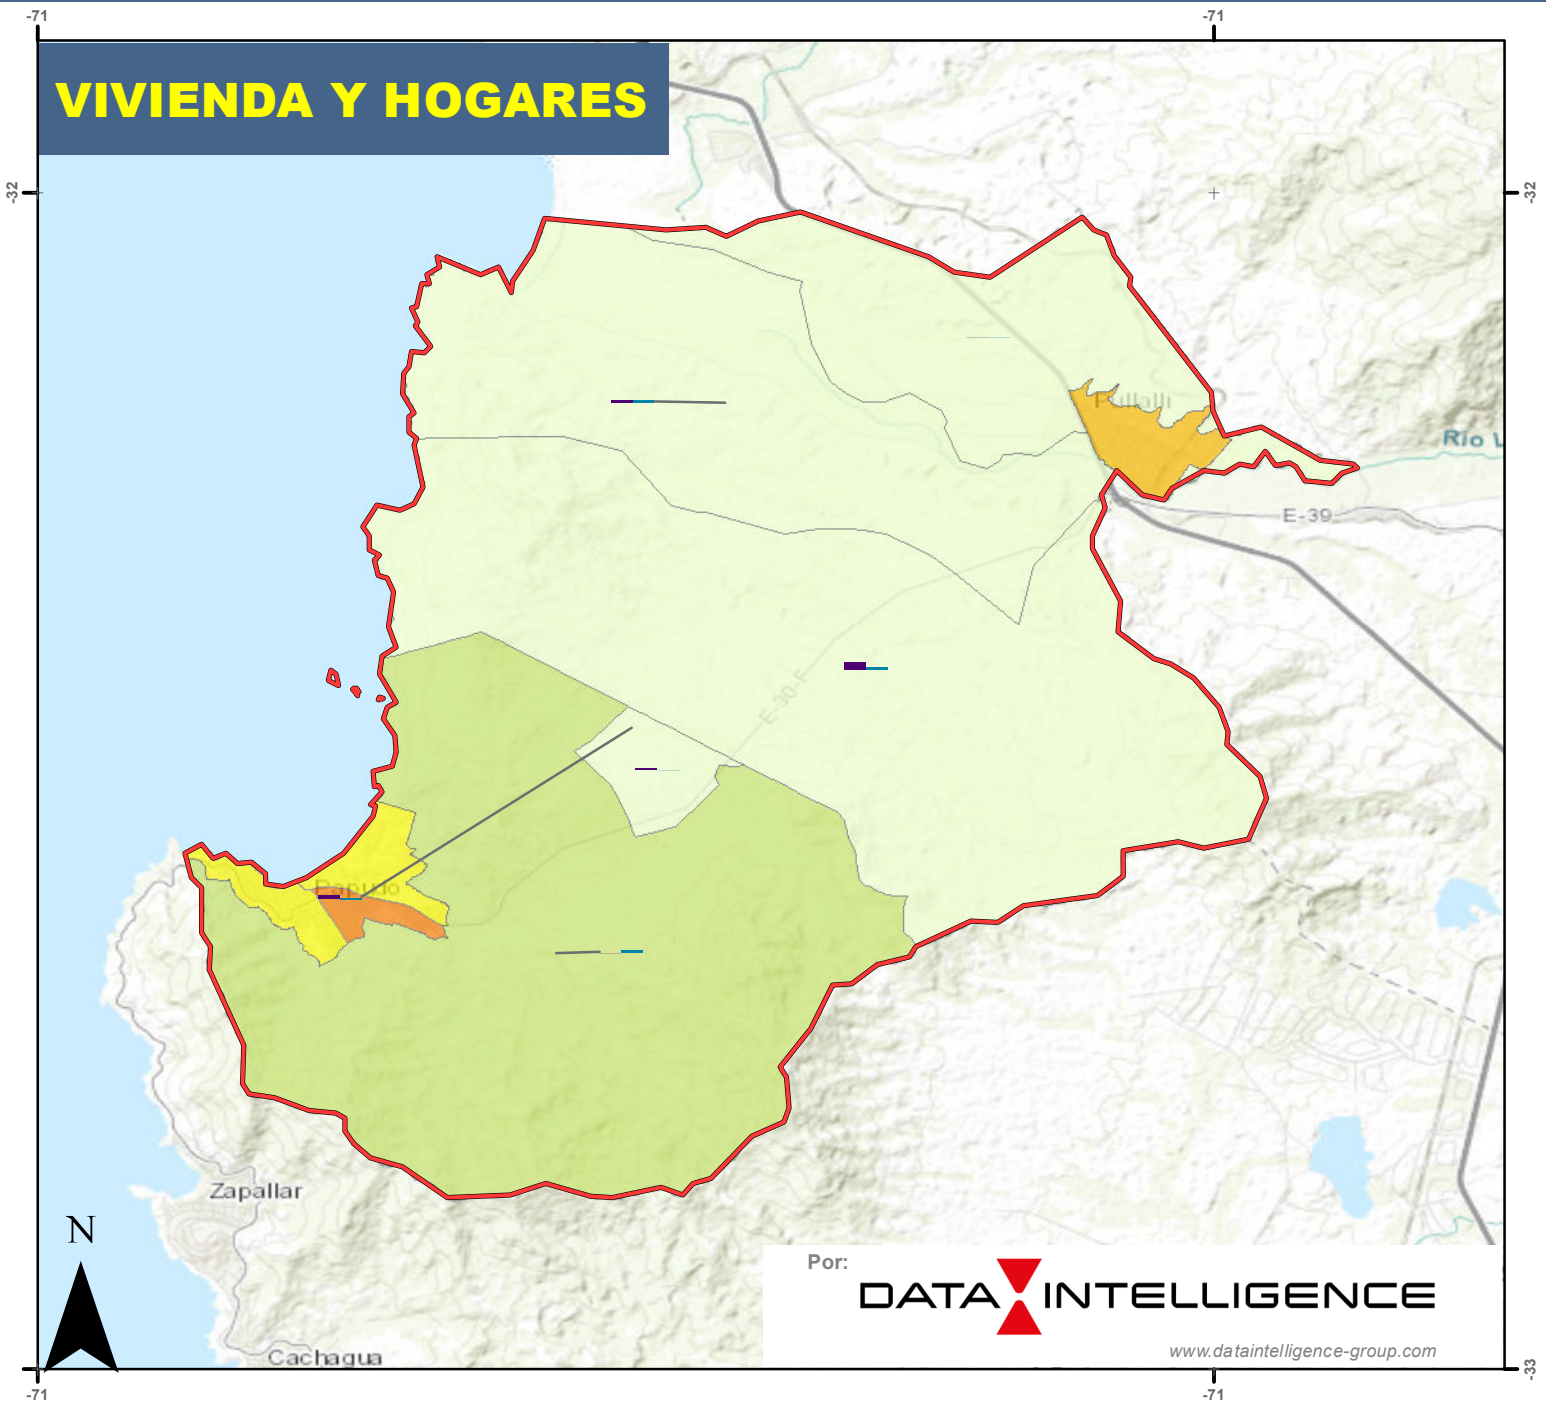 -71
-71
VIVIENDA Y HOGARES
-32
-32
Pullalli
Río L
E-39
E-30-F
Papudo
Zapallar
N
Por:
DATA INTELLIGENCE
www.dataintelligence-group.com
Cachagua
-33
-71
-71